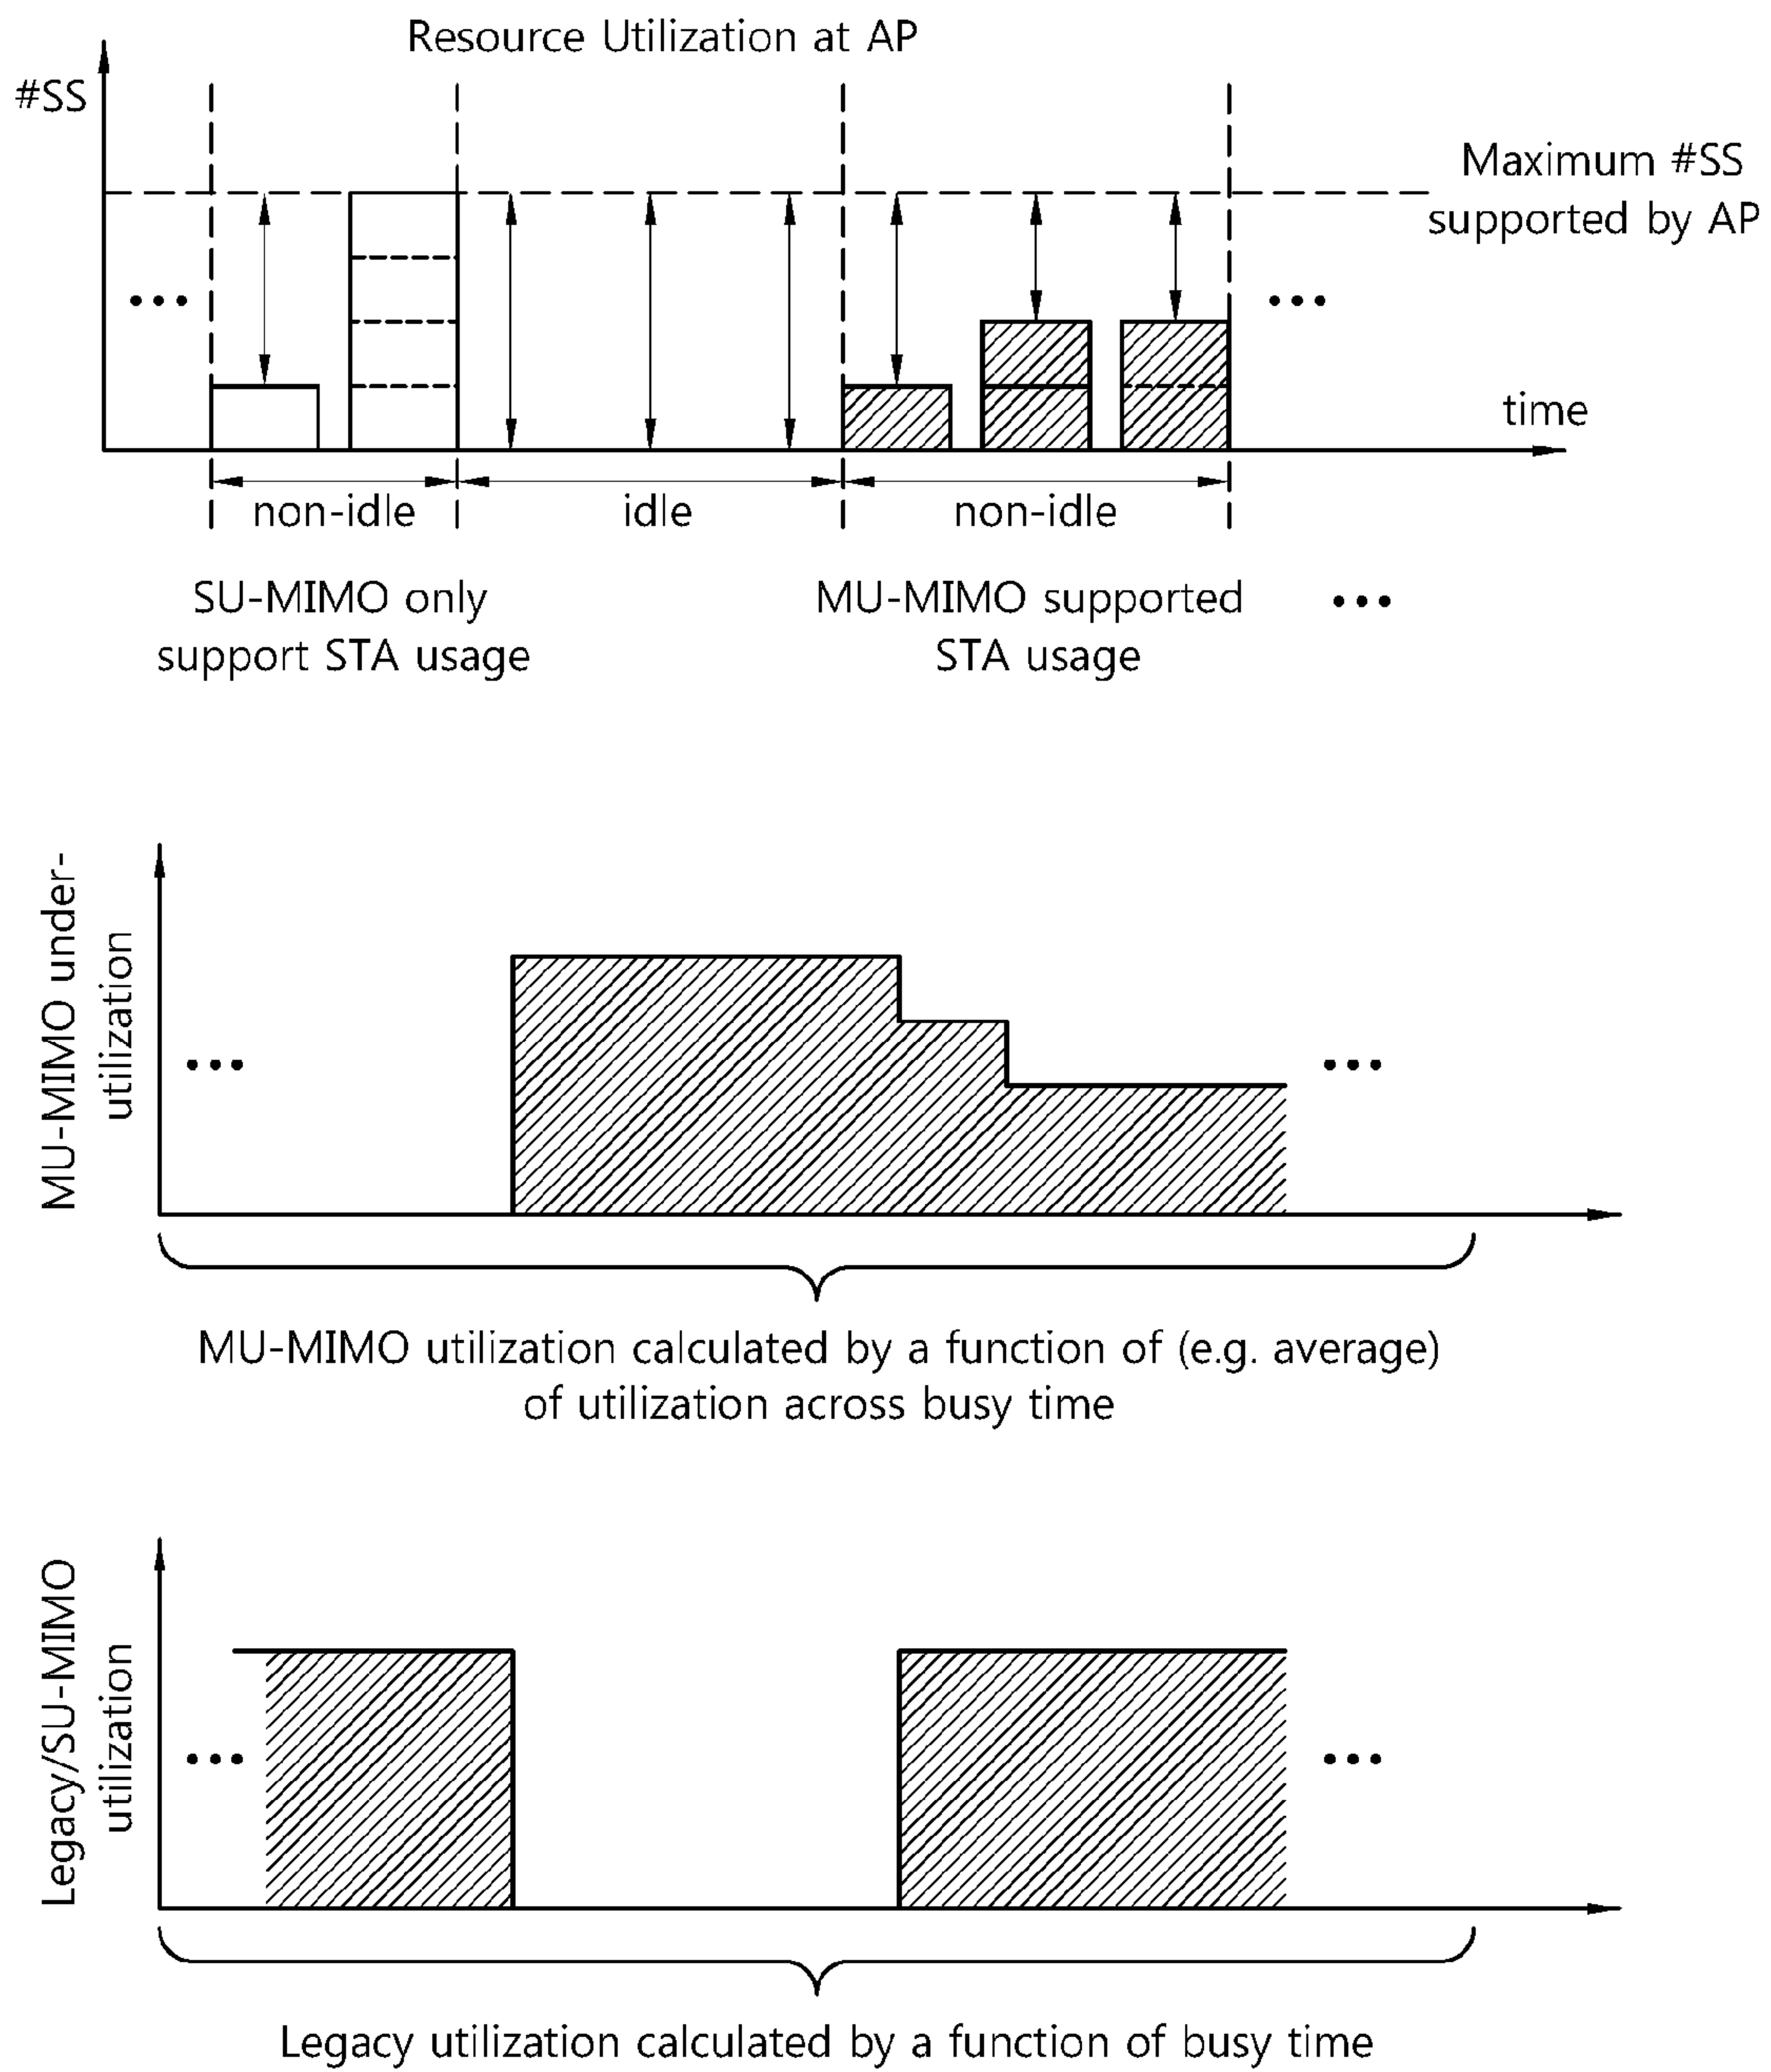 Resource Utilization at AP
#SS
Maximum #SS
supported by AP
•••
•••
time
non-idle
idle
non-idle
SU-MIMO only
support STA usage
MU-MIMO supported
STA usage
•••
MU-MIMO under-
utilization
•••
•••
MU-MIMO utilization calculated by a function of (e.g. average)
of utilization across busy time
Legacy/SU-MIMO
utilization
•••
•••
Legacy utilization calculated by a function of busy time